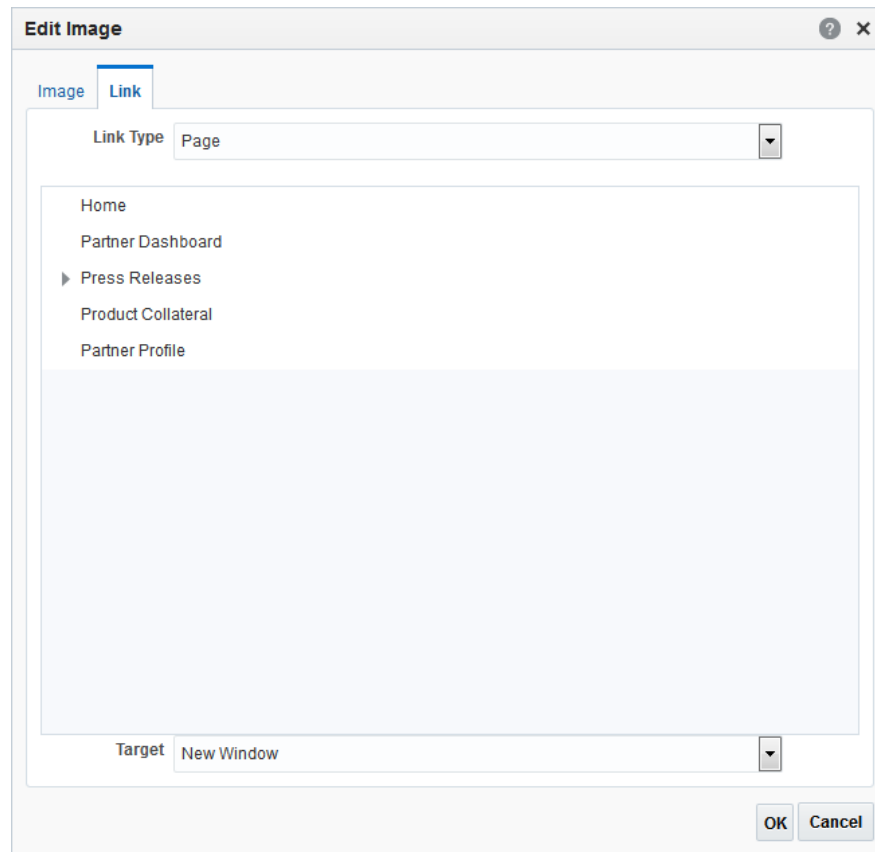 Edit Image
Image Link
Link Type Page
Home
Partner Dashboard
Press Releases
Product Collateral
Partner Profile
Target New Window
OK Cancel